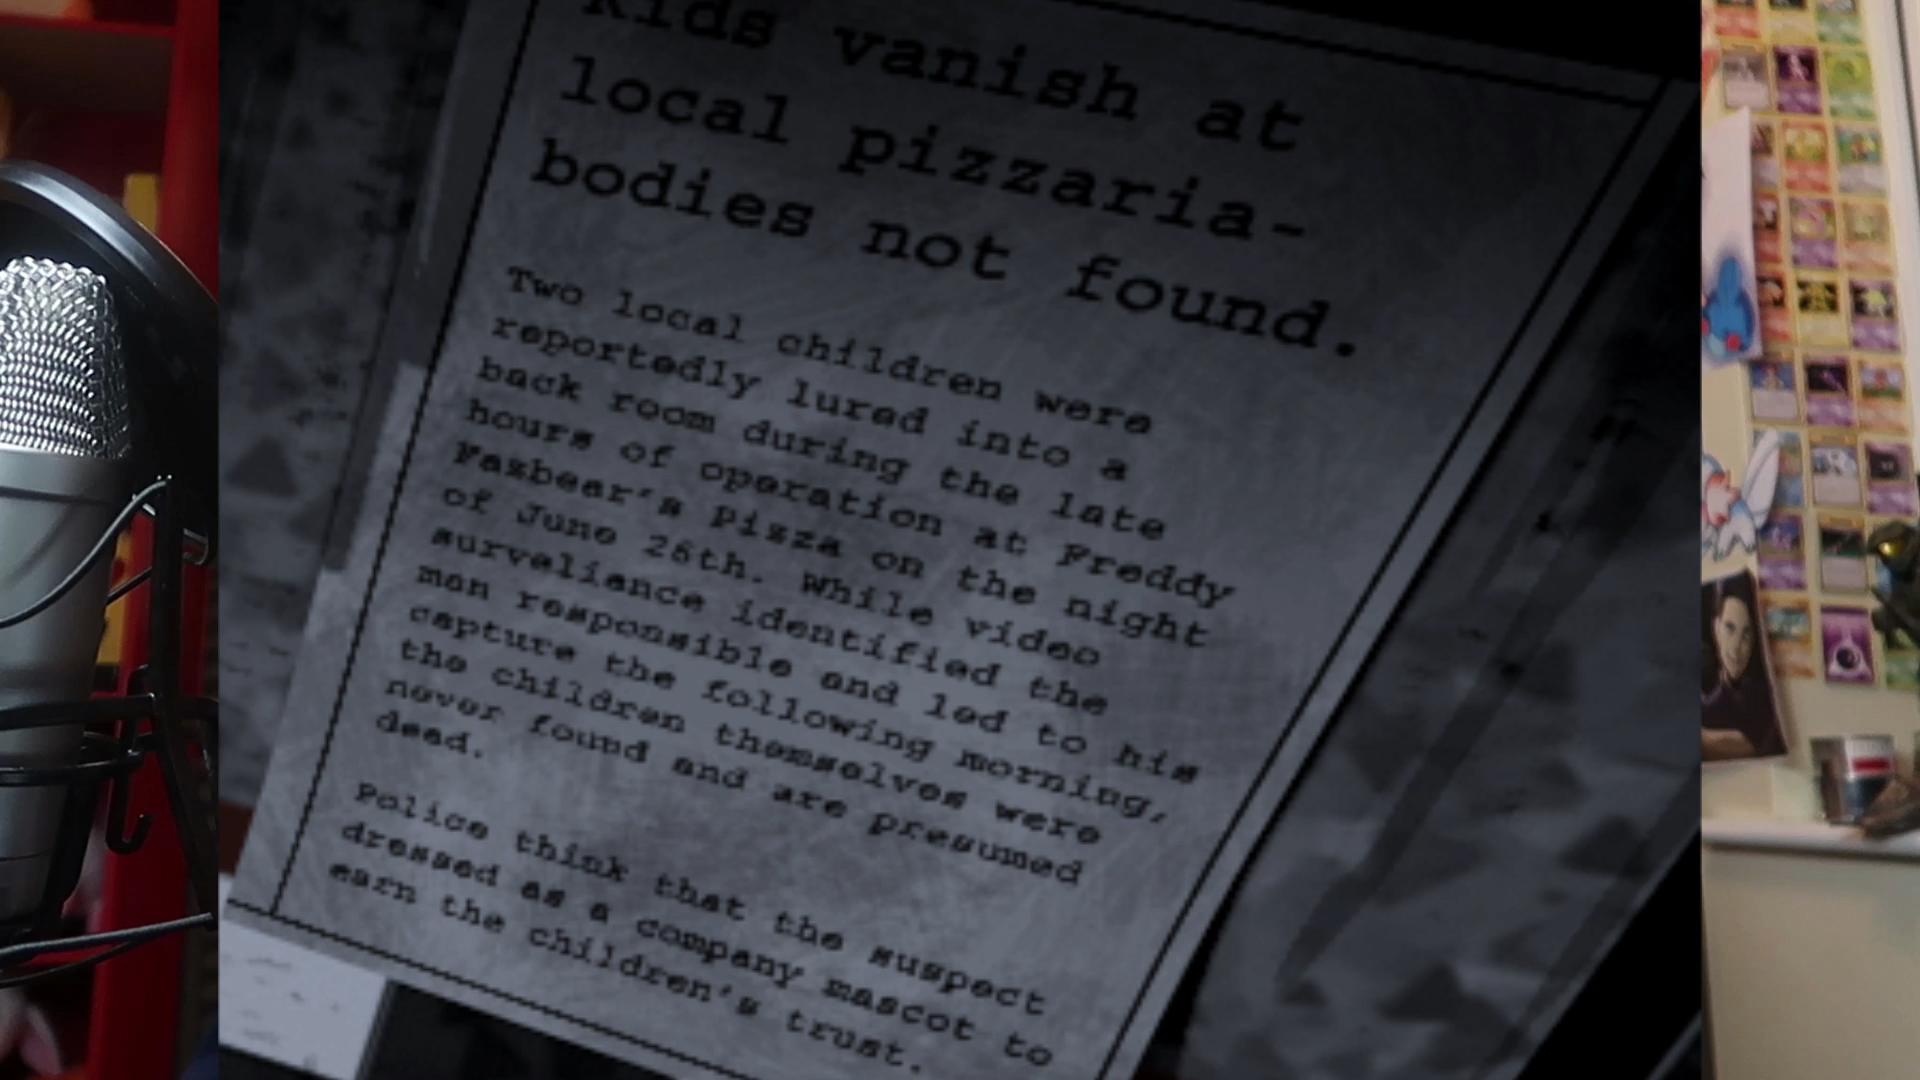 Kids vanish at
local pizzaria-
bodies not found.
Two local children were
reportedly lured into a
back room during the late
hours of operation at Freddy
Fazbear's Pizza on the night
of June 26th. While video
surveliance identified the
man responsible and led to his
capture the following morning,
the children themselves were
never found and are presumed
dead.
Police think that the suspect
dressed as a company mascot to
earn the children's trust.